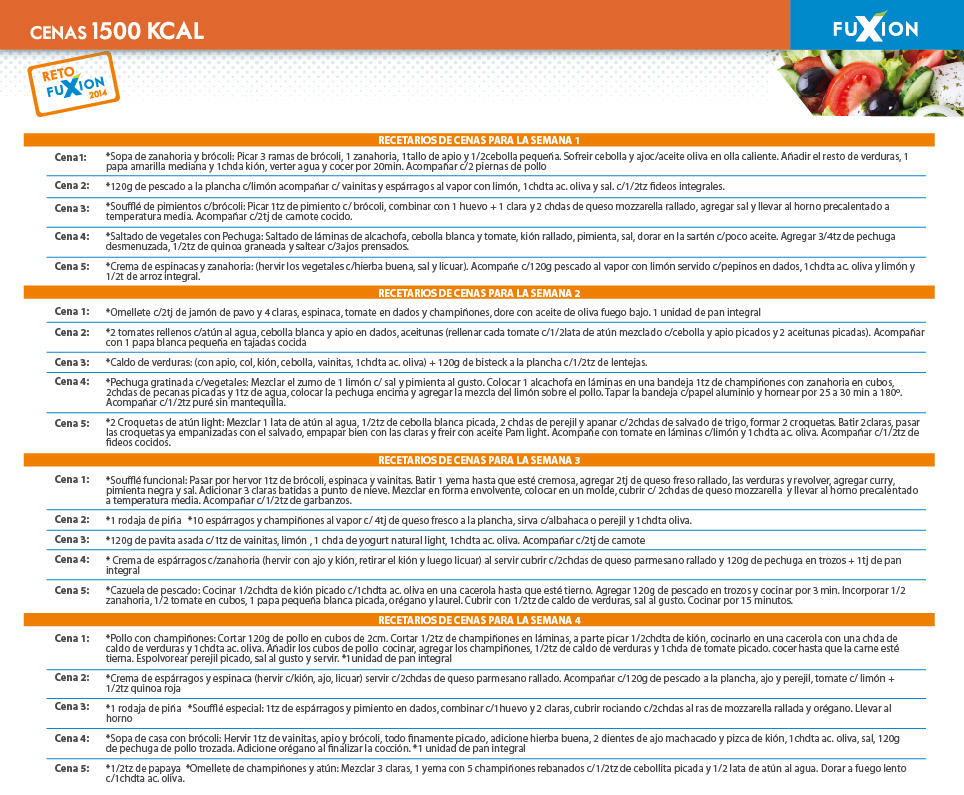 CENAS 1500 KCAL
FUXION
RETO
FUXION
2014
RECETARIOS DE CENAS PARA LA SEMANA 1
Cena1: *Sopa de zanahoria y brócoli: Picar 3 ramas de brócoli, 1 zanahoria, 1tallo de apio y 1/2cebolla pequeña. Sofreir cebolla y ajoc/aceite oliva en olla caliente. Añadir el resto de verduras, 1
papa amarilla mediana y 1chda kión, verter agua y cocer por 20min. Acompañar c/2 piernas de pollo
Cena 2: *120g de pescado a la plancha c/limón acompañar c/ vainitas y espárragos al vapor con limón, 1chdta ac. oliva y sal. c/1/2tz fideos integrales.
Cena 3: *Soufflé de pimientos c/brócoli: Picar 1tz de pimiento c/ brócoli, combinar con 1 huevo + 1 clara y 2 chdas de queso mozzarella rallado, agregar sal y llevar al horno precalentado a
temperatura media. Acompañar c/2tj de camote cocido.
Cena 4: *Saltado de vegetales con Pechuga: Saltado de láminas de alcachofa, cebolla blanca y tomate, kión rallado, pimienta, sal, dorar en la sartén c/poco aceite. Agregar 3/4tz de pechuga
desmenuzada, 1/2tz de quinoa graneada y saltear c/3ajos prensados.
Cena 5: *Crema de espinacas y zanahoria: (hervir los vegetales c/hierba buena, sal y licuar). Acompañe c/120g pescado al vapor con limón servido c/pepinos en dados, 1chdta ac. oliva y limón y
1/2t de arroz integral.
RECETARIOS DE CENAS PARA LA SEMANA 2
Cena 1: *Omellete c/2tj de jamón de pavo y 4 claras, espinaca, tomate en dados y champiñones, dore con aceite de oliva fuego bajo. 1 unidad de pan integral
Cena 2: *2 tomates rellenos c/atún al agua, cebolla blanca y apio en dados, aceitunas (rellenar cada tomate c/1/2lata de atún mezclado c/cebolla y apio picados y 2 aceitunas picadas). Acompañar
con 1 papa blanca pequeña en tajadas cocida
Cena 3: *Caldo de verduras: (con apio, col, kión, cebolla, vainitas, 1chdta ac. oliva) + 120g de bisteck a la plancha c/1/2tz de lentejas.
Cena 4: *Pechuga gratinada c/vegetales: Mezclar el zumo de 1 limón c/ sal y pimienta al gusto. Colocar 1 alcachofa en láminas en una bandeja 1tz de champiñones con zanahoria en cubos,
2chdas de pecanas picadas y 1tz de agua, colocar la pechuga encima y agregar la mezcla del limón sobre el pollo. Tapar la bandeja c/papel aluminio y hornear por 25 a 30 min a 180º.
Acompañar c/1/2tz puré sin mantequilla.
Cena 5: *2 Croquetas de atún light: Mezclar 1 lata de atún al agua, 1/2tz de cebolla blanca picada, 2 chdas de perejil y apanar c/2chdas de salvado de trigo, formar 2 croquetas. Batir 2claras, pasar
las croquetas ya empanizadas con el salvado, empapar bien con las claras y freir con aceite Pam light. Acompañe con tomate en láminas c/limón y 1chdta ac. oliva. Acompañar c/1/2tz de
fideos cocidos.
RECETARIOS DE CENAS PARA LA SEMANA 3
Cena 1: *Soufflé funcional: Pasar por hervor 1tz de brócoli, espinaca y vainitas. Batir 1 yema hasta que esté cremosa, agregar 2tj de queso freso rallado, las verduras y revolver, agregar curry,
pimienta negra y sal. Adicionar 3 claras batidas a punto de nieve. Mezclar en forma envolvente, colocar en un molde, cubrir c/ 2chdas de queso mozzarella y llevar al horno precalentado
a temperatura media. Acompañar c/1/2tz de garbanzos.
Cena 2: *1 rodaja de piña *10 espárragos y champiñones al vapor c/ 4tj de queso fresco a la plancha, sirva c/albahaca o perejil y 1chdta oliva.
Cena 3: *120g de pavita asada c/1tz de vainitas, limón , 1 chda de yogurt natural light, 1chdta ac. oliva. Acompañar c/2tj de camote
Cena 4: * Crema de espárragos c/zanahoria (hervir con ajo y kión, retirar el kión y luego licuar) al servir cubrir c/2chdas de queso parmesano rallado y 120g de pechuga en trozos + 1tj de pan
integral
Cena 5: *Cazuela de pescado: Cocinar 1/2chdta de kión picado c/1chdta ac. oliva en una cacerola hasta que esté tierno. Agregar 120g de pescado en trozos y cocinar por 3 min. Incorporar 1/2
zanahoria, 1/2 tomate en cubos, 1 papa pequeña blanca picada, orégano y laurel. Cubrir con 1/2tz de caldo de verduras, sal al gusto. Cocinar por 15 minutos.
RECETARIOS DE CENAS PARA LA SEMANA 4
Cena 1: *Pollo con champiñones: Cortar 120g de pollo en cubos de 2cm. Cortar 1/2tz de champiñones en láminas, a parte picar 1/2chdta de kión, cocinarlo en una cacerola con una chda de
caldo de verduras y 1chdta ac. oliva. Añadir los cubos de pollo cocinar, agregar los champiñones, 1/2tz de caldo de verduras y 1chda de tomate picado. cocer hasta que la carne esté
tierna. Espolvorear perejil picado, sal al gusto y servir. *1unidad de pan integral
Cena 2: *Crema de espárragos y espinaca (hervir c/kión, ajo, licuar) servir c/2chdas de queso parmesano rallado. Acompañar c/120g de pescado a la plancha, ajo y perejil, tomate c/ limón +
1/2tz quinoa roja
Cena 3: *1 rodaja de piña *Soufflé especial: 1tz de espárragos y pimiento en dados, combinar c/1huevo y 2 claras, cubrir rociando c/2chdas al ras de mozzarella rallada y orégano. Llevar al
horno
Cena 4: *Sopa de casa con brócoli: Hervir 1tz de vainitas, apio y brócoli, todo finamente picado, adicione hierba buena, 2 dientes de ajo machacado y pizca de kión, 1chdta ac. oliva, sal, 120g
de pechuga de pollo trozada. Adicione orégano al finalizar la cocción. *1 unidad de pan integral
Cena 5: *1/2tz de papaya *Omellete de champiñones y atún: Mezclar 3 claras, 1 yema con 5 champiñones rebanados c/1/2tz de cebollita picada y 1/2 lata de atún al agua. Dorar a fuego lento
c/1chdta ac. oliva.